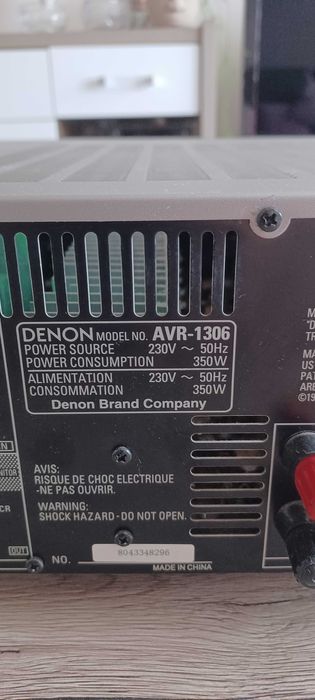 DENON MODEL NO. AVR-1306
POWER SOURCE 230V ~ 50Hz
POWER CONSUMPTION 350W
ALIMENTATION 230V ~ 50Hz
CONSOMMATION 350W
Denon Brand Company
AVIS:
RISQUE DE CHOC ELECTRIQUE
-NE PAS OUVRIR.
WARNING:
SHOCK HAZARD - DO NOT OPEN.
NO. 8043348296
MADE IN CHINA
OUT